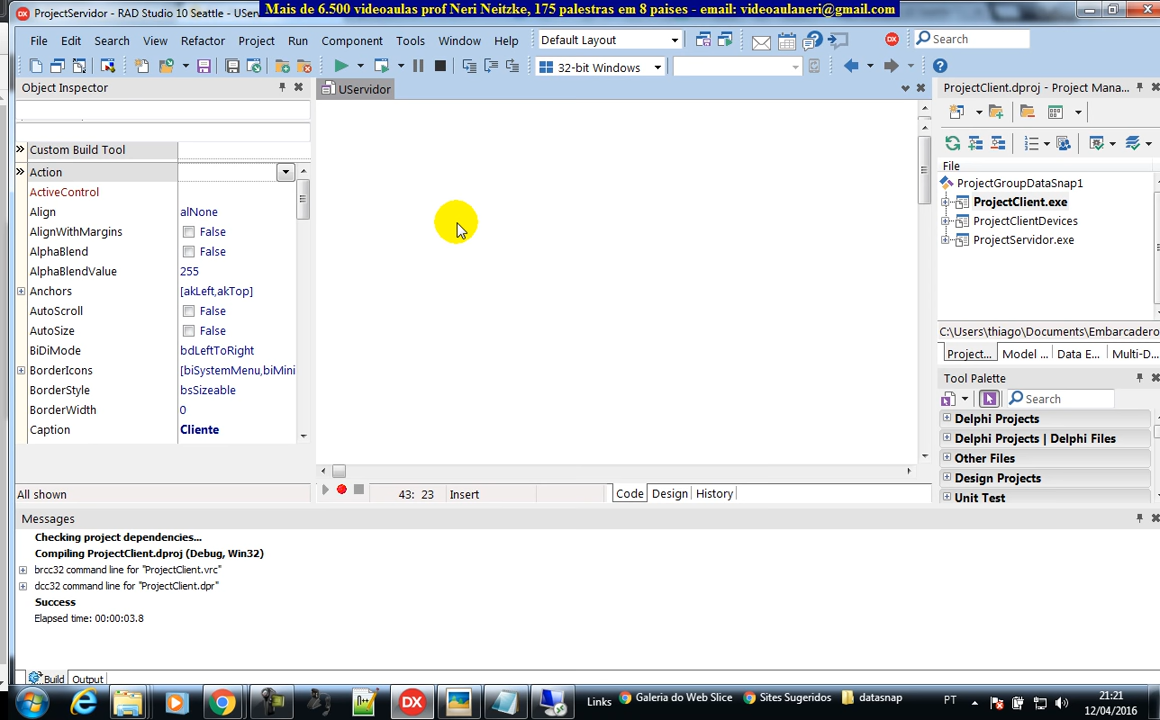 ProjectServidor - RAD Studio 10 Seattle - UServ
Mais de 6.500 videoaulas prof Neri Neitzke, 175 palestras em 8 paises - email: videoaulaneri@gmail.com
File Edit Search View Refactor Project Run Component Tools Window Help Default Layout Search
32-bit Windows
Object Inspector
UServidor
ProjectClient.dproj - Project Mana...
Custom Build Tool
Action
ActiveControl
Align alNone
AlignWithMargins False
AlphaBlend False
AlphaBlendValue 255
Anchors [akLeft,akTop]
AutoScroll False
AutoSize False
BiDiMode bdLeftToRight
BorderIcons [biSystemMenu,biMini
BorderStyle bsSizeable
BorderWidth 0
Caption Cliente
All shown
43: 23 Insert
Code Design History
File
ProjectGroupDataSnap1
ProjectClient.exe
ProjectClientDevices
ProjectServidor.exe
C:\Users\thiago\Documents\Embarcadero
Project... Model ... Data E... Multi-D...
Tool Palette
Search
Delphi Projects
Delphi Projects | Delphi Files
Other Files
Design Projects
Unit Test
Messages
Checking project dependencies...
Compiling ProjectClient.dproj (Debug, Win32)
brcc32 command line for "ProjectClient.vrc"
dcc32 command line for "ProjectClient.dpr"
Success
Elapsed time: 00:00:03.8
Build Output
Links Galeria do Web Slice Sites Sugeridos datasnap PT
21:21
12/04/2016